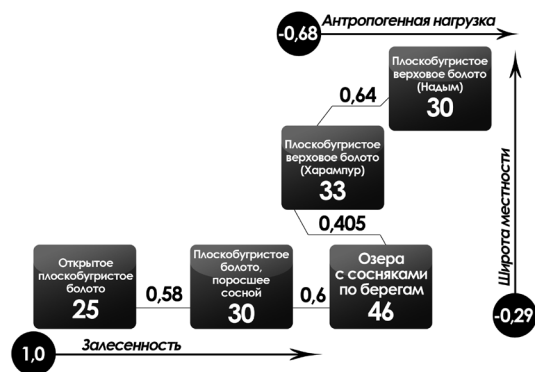 -0,68
Антропогенная нагрузка
Плоскобугристое
верховое болото
(Надым)
30
0,64
Плоскобугристое
верховое болото
(Харампур)
33
0,405
Широта местности
-0,29
Открытое
плоскобугристое
болото
25
0,58
Плоскобугристое
болото,
поросшее
сосной
30
0,6
Озера
с сосняками
по берегам
46
1,0
Залесенность